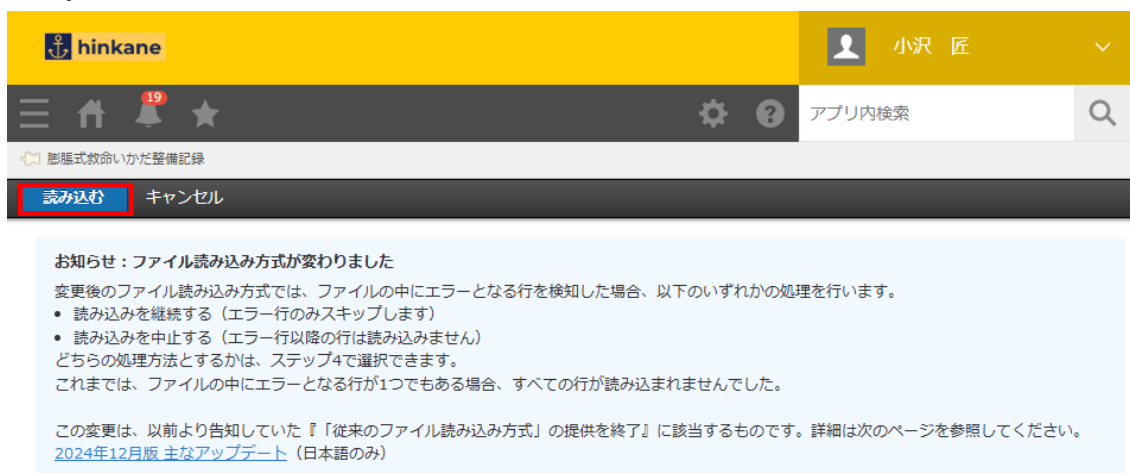 hinkane
小沢 匠
19
アプリ内検索
膨脹式救命いかだ整備記録
読み込む キャンセル
お知らせ：ファイル読み込み方式が変わりました
変更後のファイル読み込み方式では、ファイルの中にエラーとなる行を検知した場合、以下のいずれかの処理を行います。
• 読み込みを継続する（エラー行のみスキップします）
• 読み込みを中止する（エラー行以降の行は読み込みません）
どちらの処理方法とするかは、ステップ4で選択できます。
これまでは、ファイルの中にエラーとなる行が1つでもある場合、すべての行が読み込まれませんでした。
この変更は、以前より告知していた『「従来のファイル読み込み方式」の提供を終了』に該当するものです。詳細は次のページを参照してください。
2024年12月版 主なアップデート（日本語のみ）